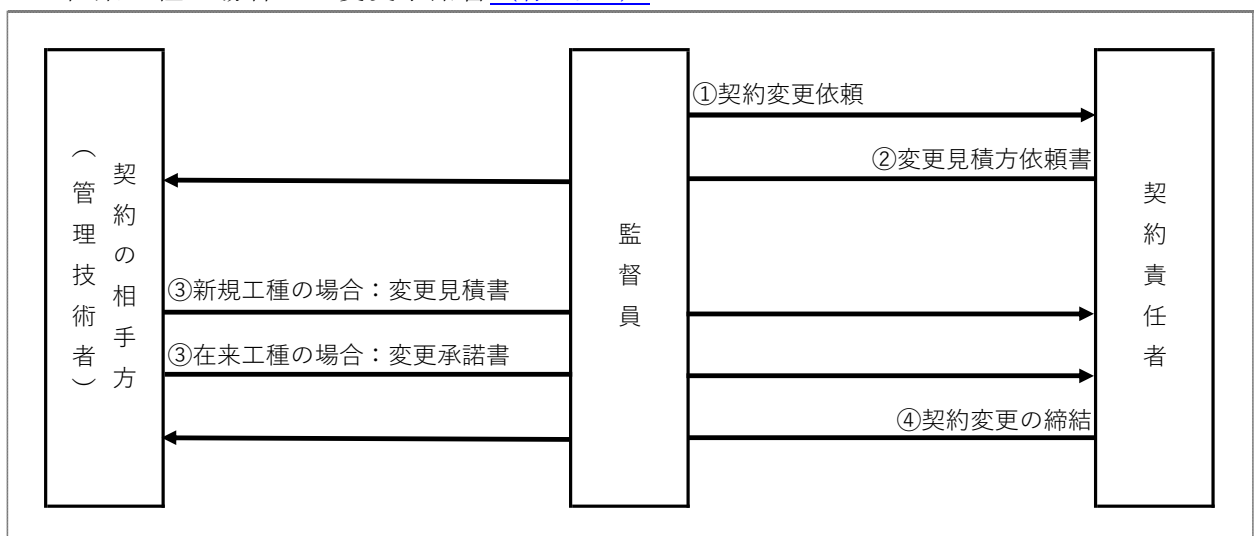 ①契約変更依頼
②変更見積方依頼書
契約の相手方
（管理技術者）
監督員
契約責任者
③新規工種の場合：変更見積書
③在来工種の場合：変更承諾書
④契約変更の締結